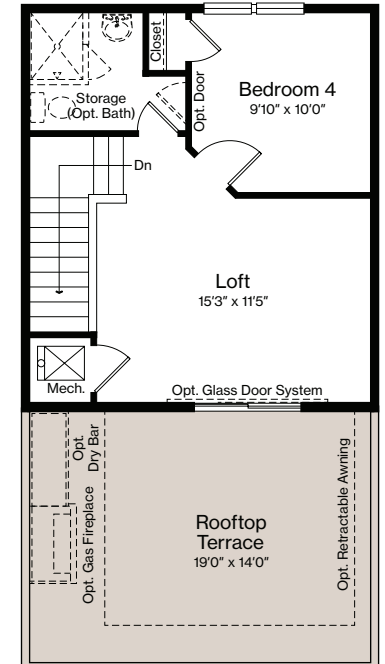 Closet
Storage
(Opt. Bath)
Opt. Door
Bedroom 4
9'10" x 10'0"
Dn
Loft
15'3" x 11'5"
Mech.
Opt. Glass Door System
Opt.
Dry Bar
Opt. Gas Fireplace
Rooftop
Terrace
19'0" x 14'0"
Opt. Retractable Awning